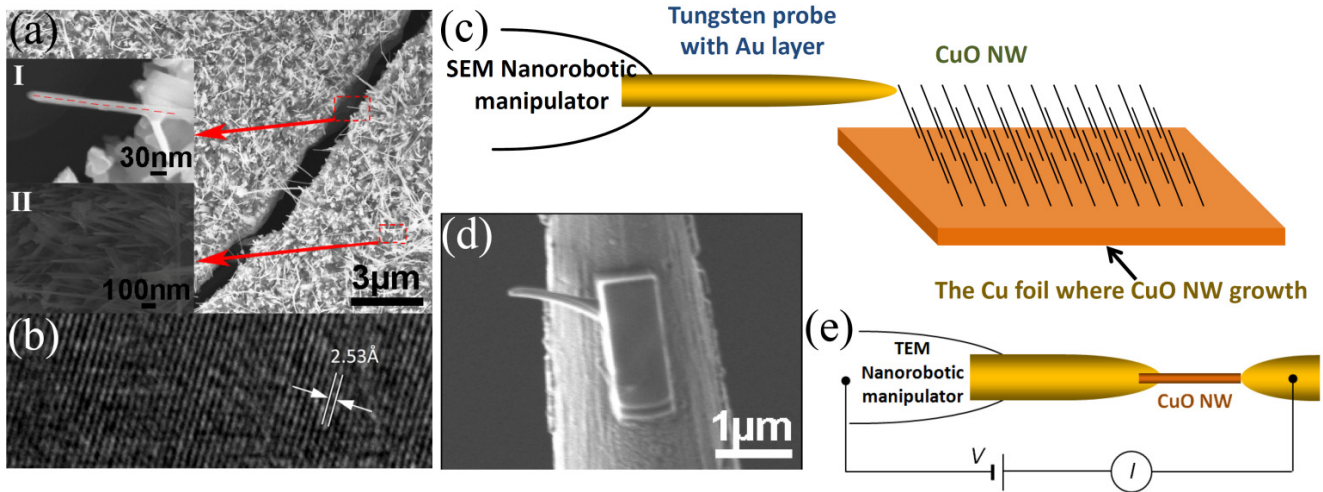 (a)
I
30nm
II
100nm
3μm
(b)
2.53Å
(c)
SEM Nanorobotic
manipulator
Tungsten probe
with Au layer
CuO NW
The Cu foil where CuO NW growth
(d)
1μm
(e)
TEM
Nanorobotic
manipulator
CuO NW
V
I